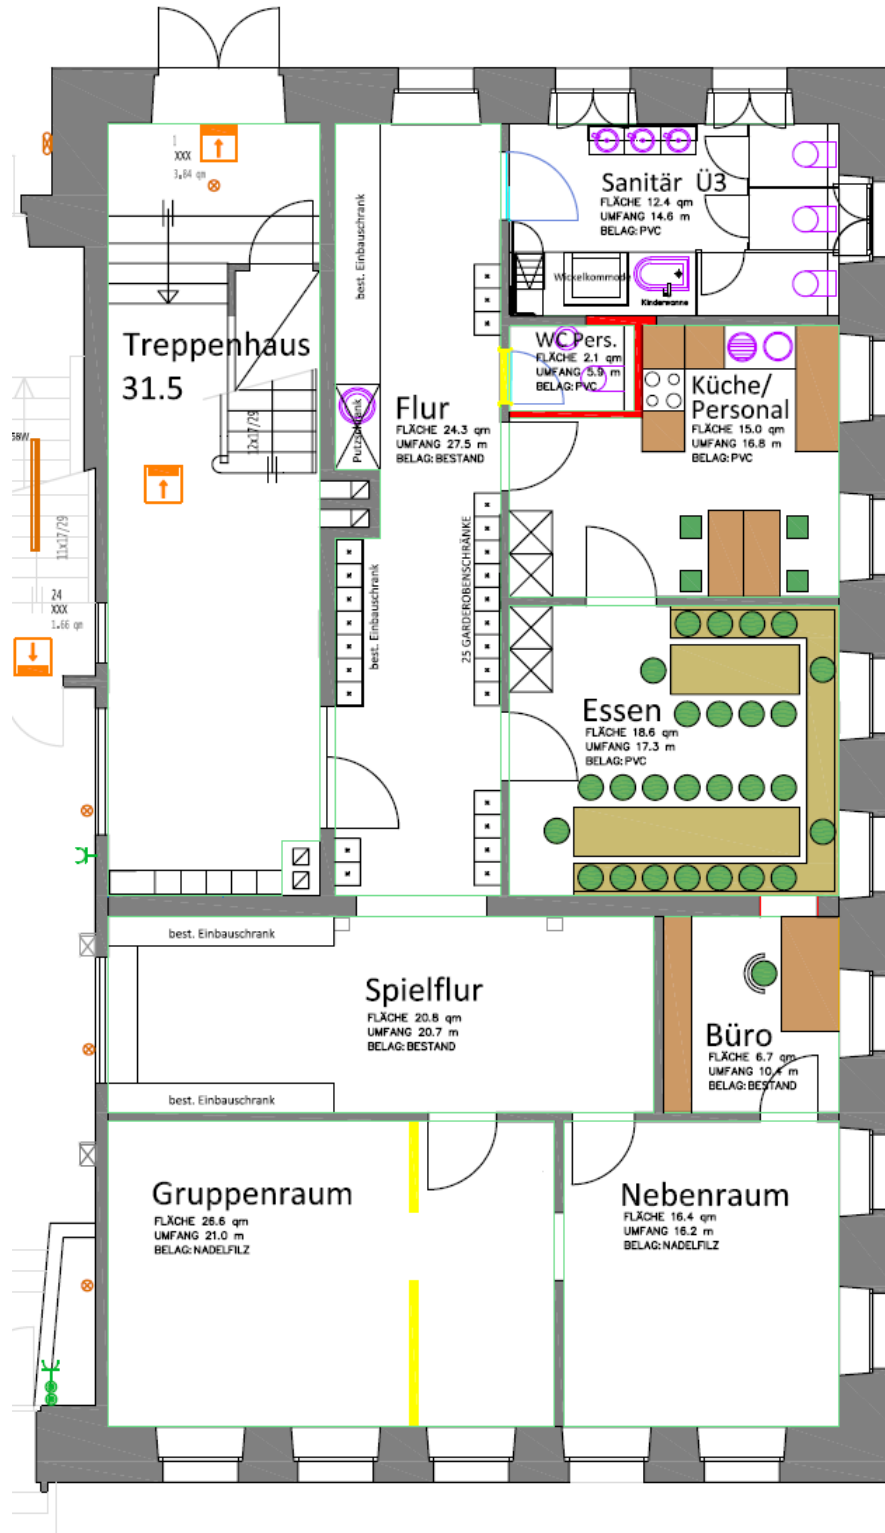 1
XXX
3.84 qm
best. Einbauschrank
Sanitär Ü3
FLÄCHE 12.4 qm
UMFANG 14.6 m
BELAG: PVC
Wickelkommode
Kinderwanne
Treppenhaus
31.5
WC Pers.
FLÄCHE 2.1 qm
UMFANG 5.9 m
BELAG: PVC
Küche/
Personal
FLÄCHE 15.0 qm
UMFANG 16.8 m
BELAG: PVC
Flur
FLÄCHE 24.3 qm
UMFANG 27.5 m
BELAG: BESTAND
Putzschrank
12x17/29
11x17/29
24
XXX
1.66 qm
best. Einbauschrank
25 GARDEROBENSCHRÄNKE
Essen
FLÄCHE 18.6 qm
UMFANG 17.3 m
BELAG: PVC
best. Einbauschrank
Spielflur
FLÄCHE 20.8 qm
UMFANG 20.7 m
BELAG: BESTAND
Büro
FLÄCHE 6.7 qm
UMFANG 10.4 m
BELAG: BESTAND
best. Einbauschrank
Gruppenraum
FLÄCHE 26.6 qm
UMFANG 21.0 m
BELAG: NADELFILZ
Nebenraum
FLÄCHE 16.4 qm
UMFANG 16.2 m
BELAG: NADELFILZ